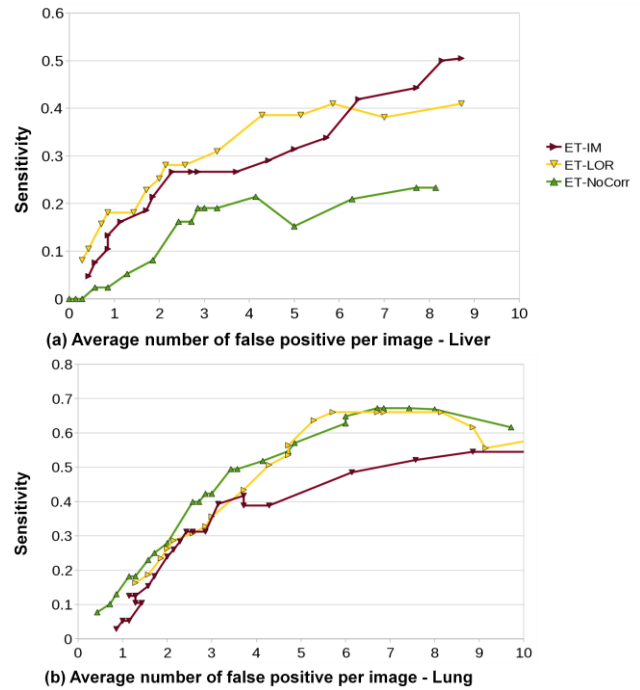 0.6
0.5
0.4
0.3
0.2
0.1
0
Sensitivity
0 1 2 3 4 5 6 7 8 9 10
(a) Average number of false positive per image - Liver
ET-IM
ET-LOR
ET-NoCorr
0.8
0.7
0.6
0.5
0.4
0.3
0.2
0.1
0
Sensitivity
0 1 2 3 4 5 6 7 8 9 10
(b) Average number of false positive per image - Lung